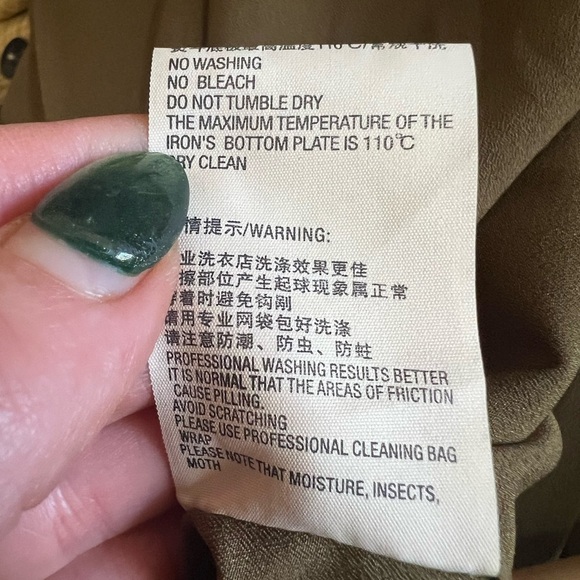 NO WASHING
NO BLEACH
DO NOT TUMBLE DRY
THE MAXIMUM TEMPERATURE OF THE
IRON'S BOTTOM PLATE IS 110℃
RY CLEAN
情提示/WARNING:
业洗衣店洗涤效果更佳
擦部位产生起球现象属正常
着时避免钩剐
请用专业网袋包好洗涤
请注意防潮、防虫、防蛀
PROFESSIONAL WASHING RESULTS BETTER
IT IS NORMAL THAT THE AREAS OF FRICTION
CAUSE PILLING
AVOID SCRATCHING
PLEASE USE PROFESSIONAL CLEANING BAG
WRAP
PLEASE NOTE THAT MOISTURE, INSECTS,
MOTH